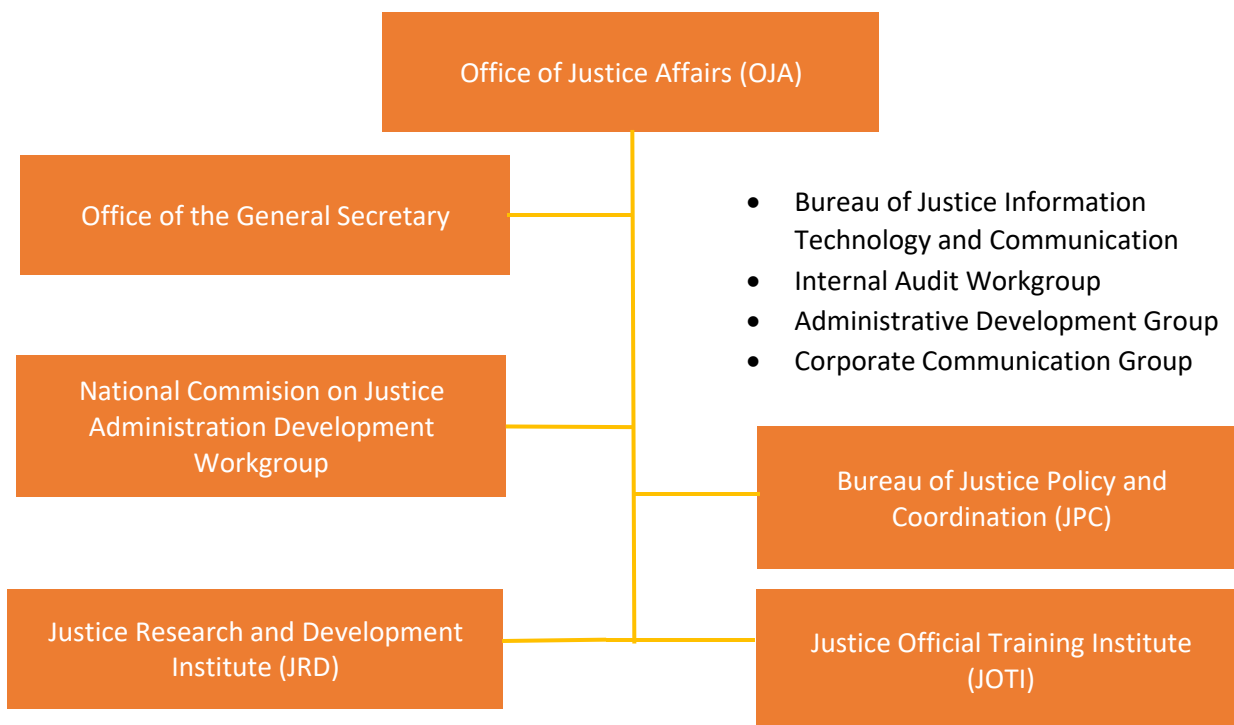 Office of Justice Affairs (OJA)
Office of the General Secretary
• Bureau of Justice Information
Technology and Communication
• Internal Audit Workgroup
• Administrative Development Group
• Corporate Communication Group
National Commision on Justice
Administration Development
Workgroup
Bureau of Justice Policy and
Coordination (JPC)
Justice Research and Development
Institute (JRD)
Justice Official Training Institute
(JOTI)